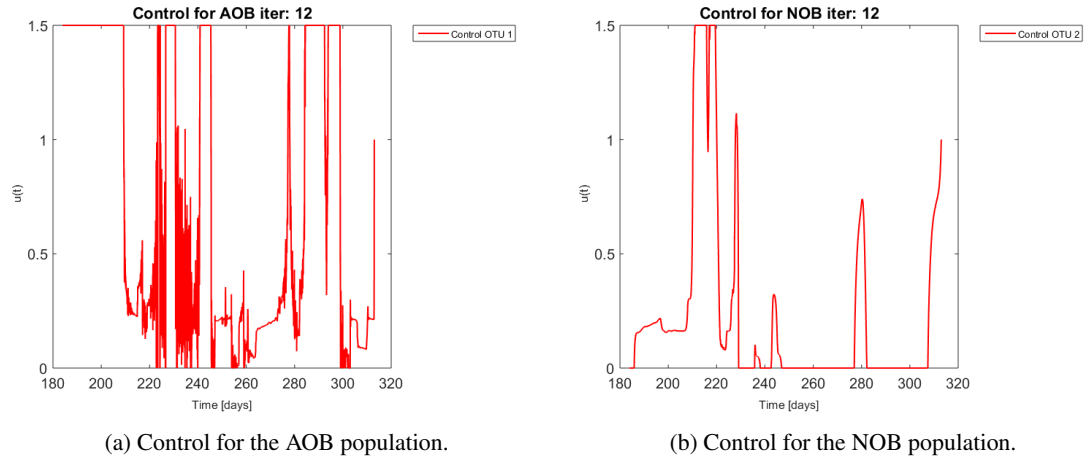 Control for AOB iter: 12
Control OTU 1
1.5
1
0.5
0
u(t)
180 200 220 240 260 280 300 320
Time [days]
(a) Control for the AOB population.
Control for NOB iter: 12
Control OTU 2
1.5
1
0.5
0
u(t)
180 200 220 240 260 280 300 320
Time [days]
(b) Control for the NOB population.